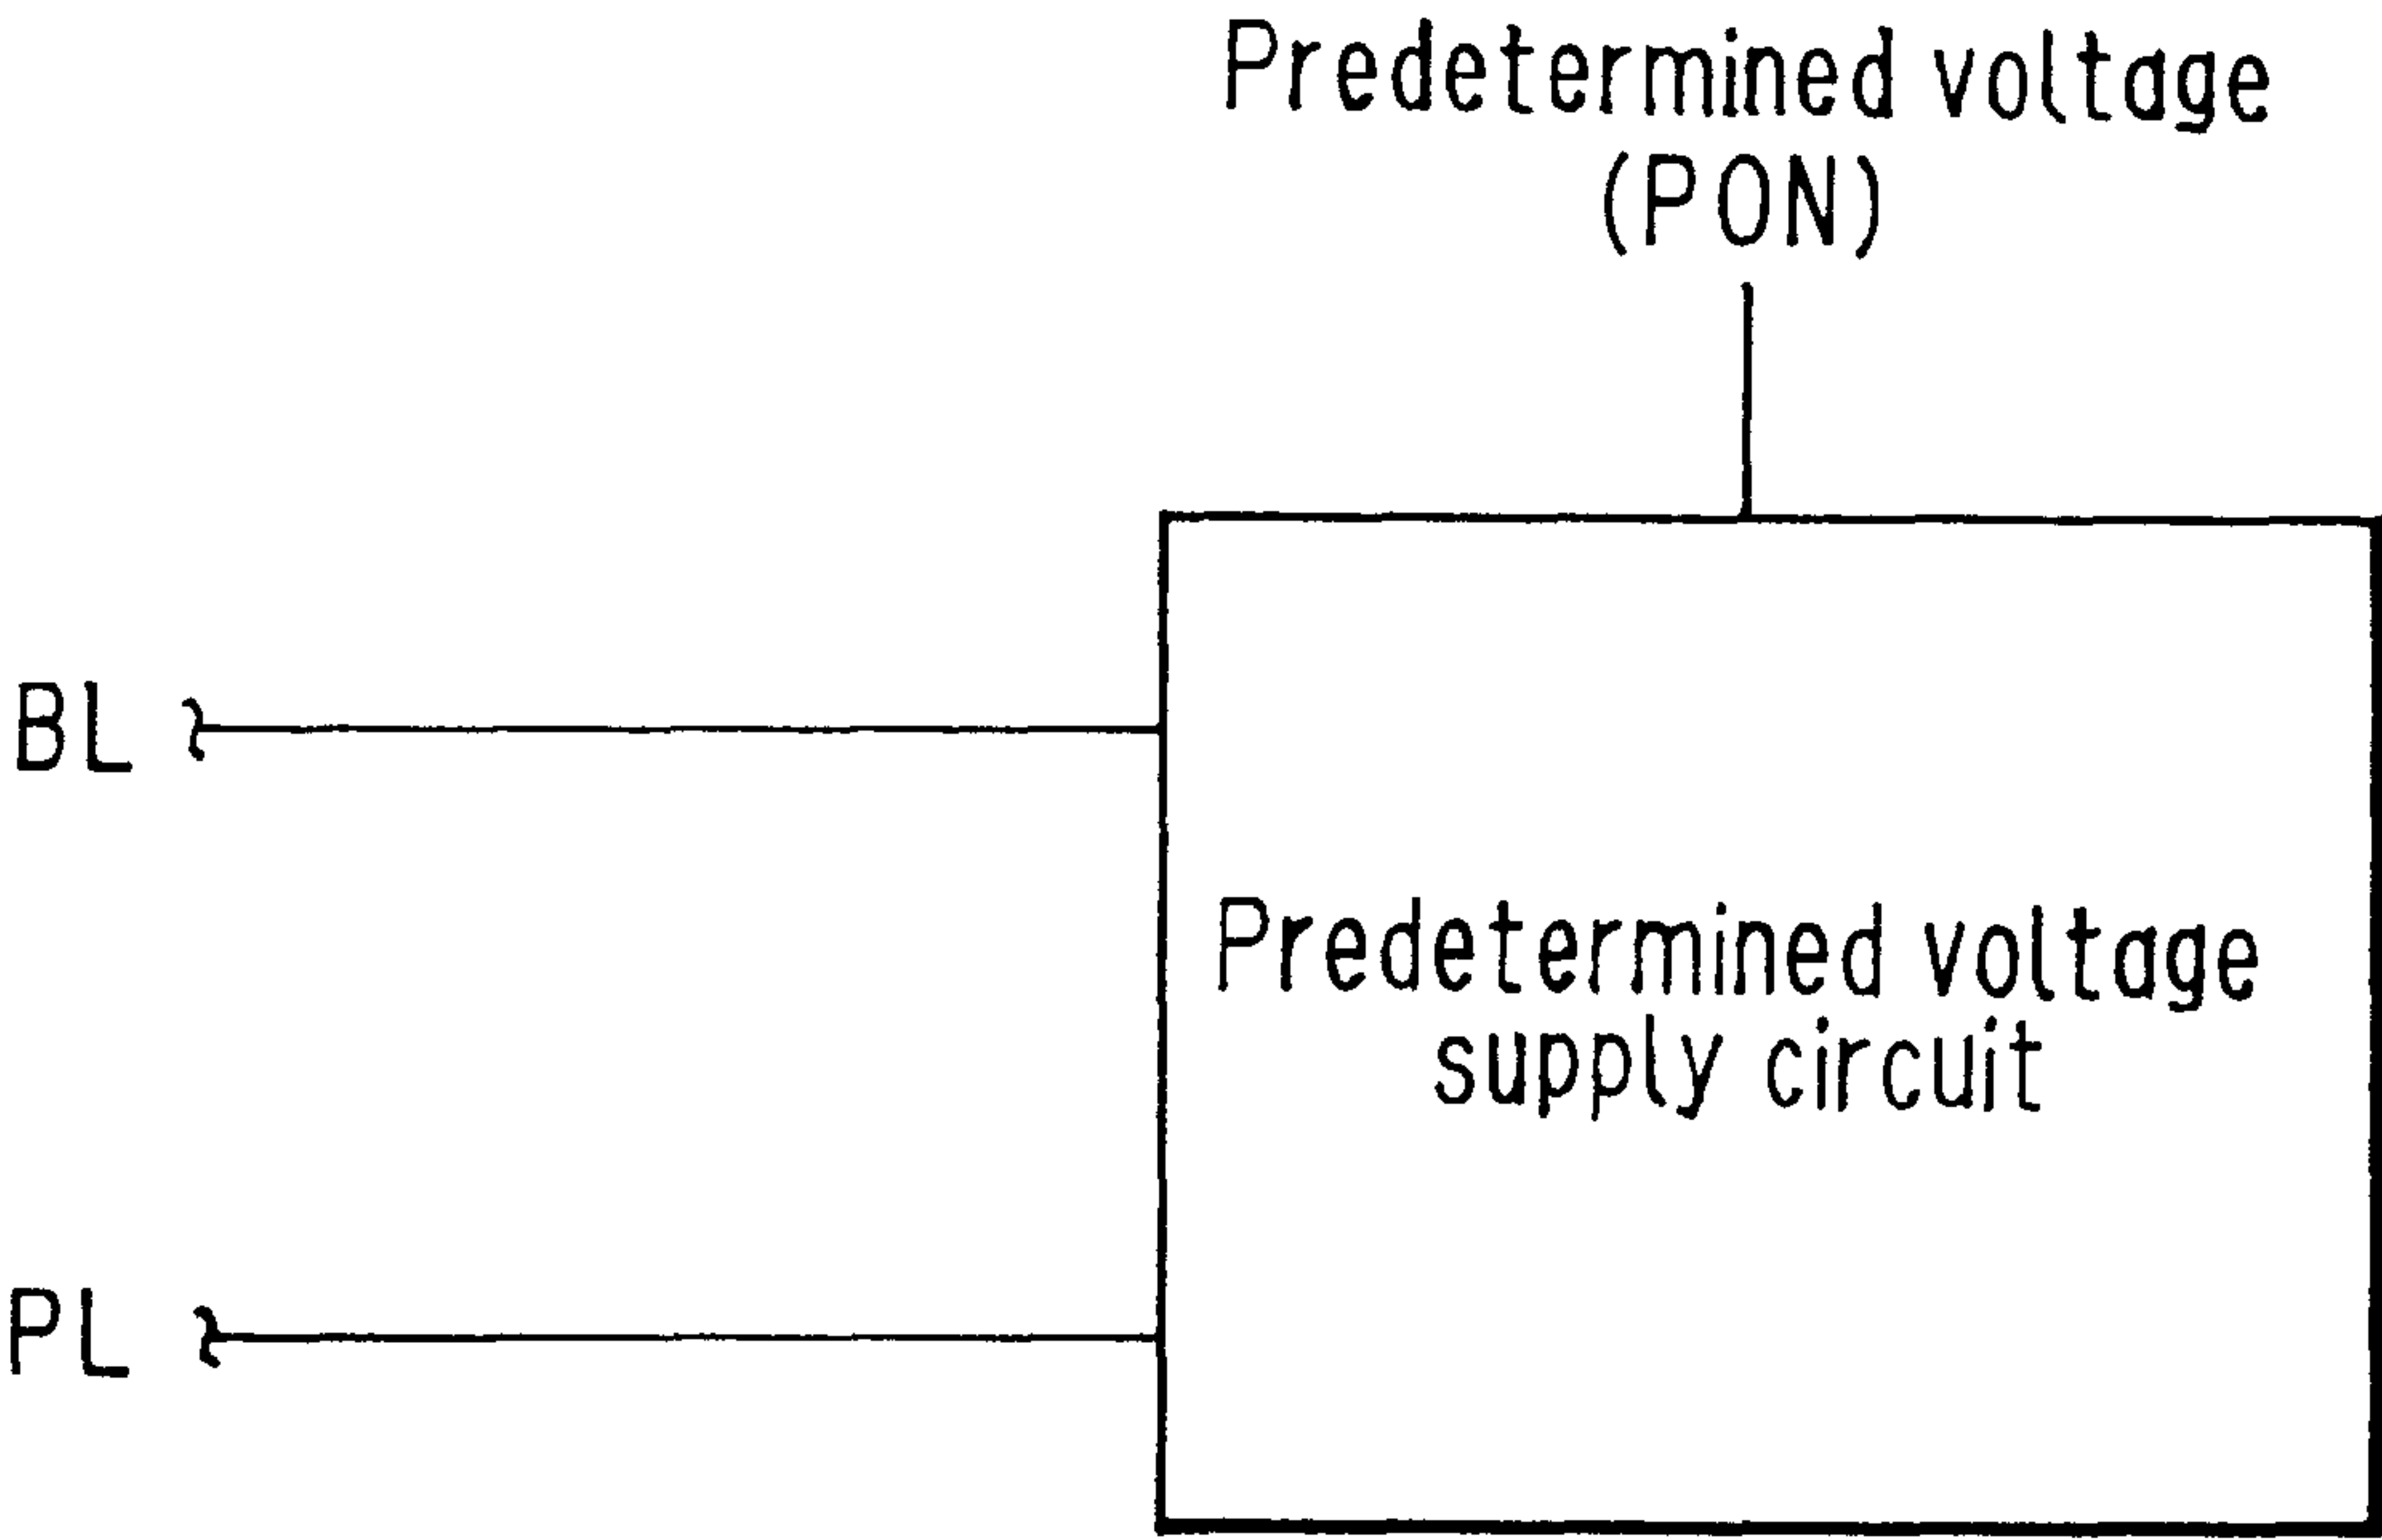 Predetermined voltage
(PON)
BL
Predetermined voltage
supply circuit
PL